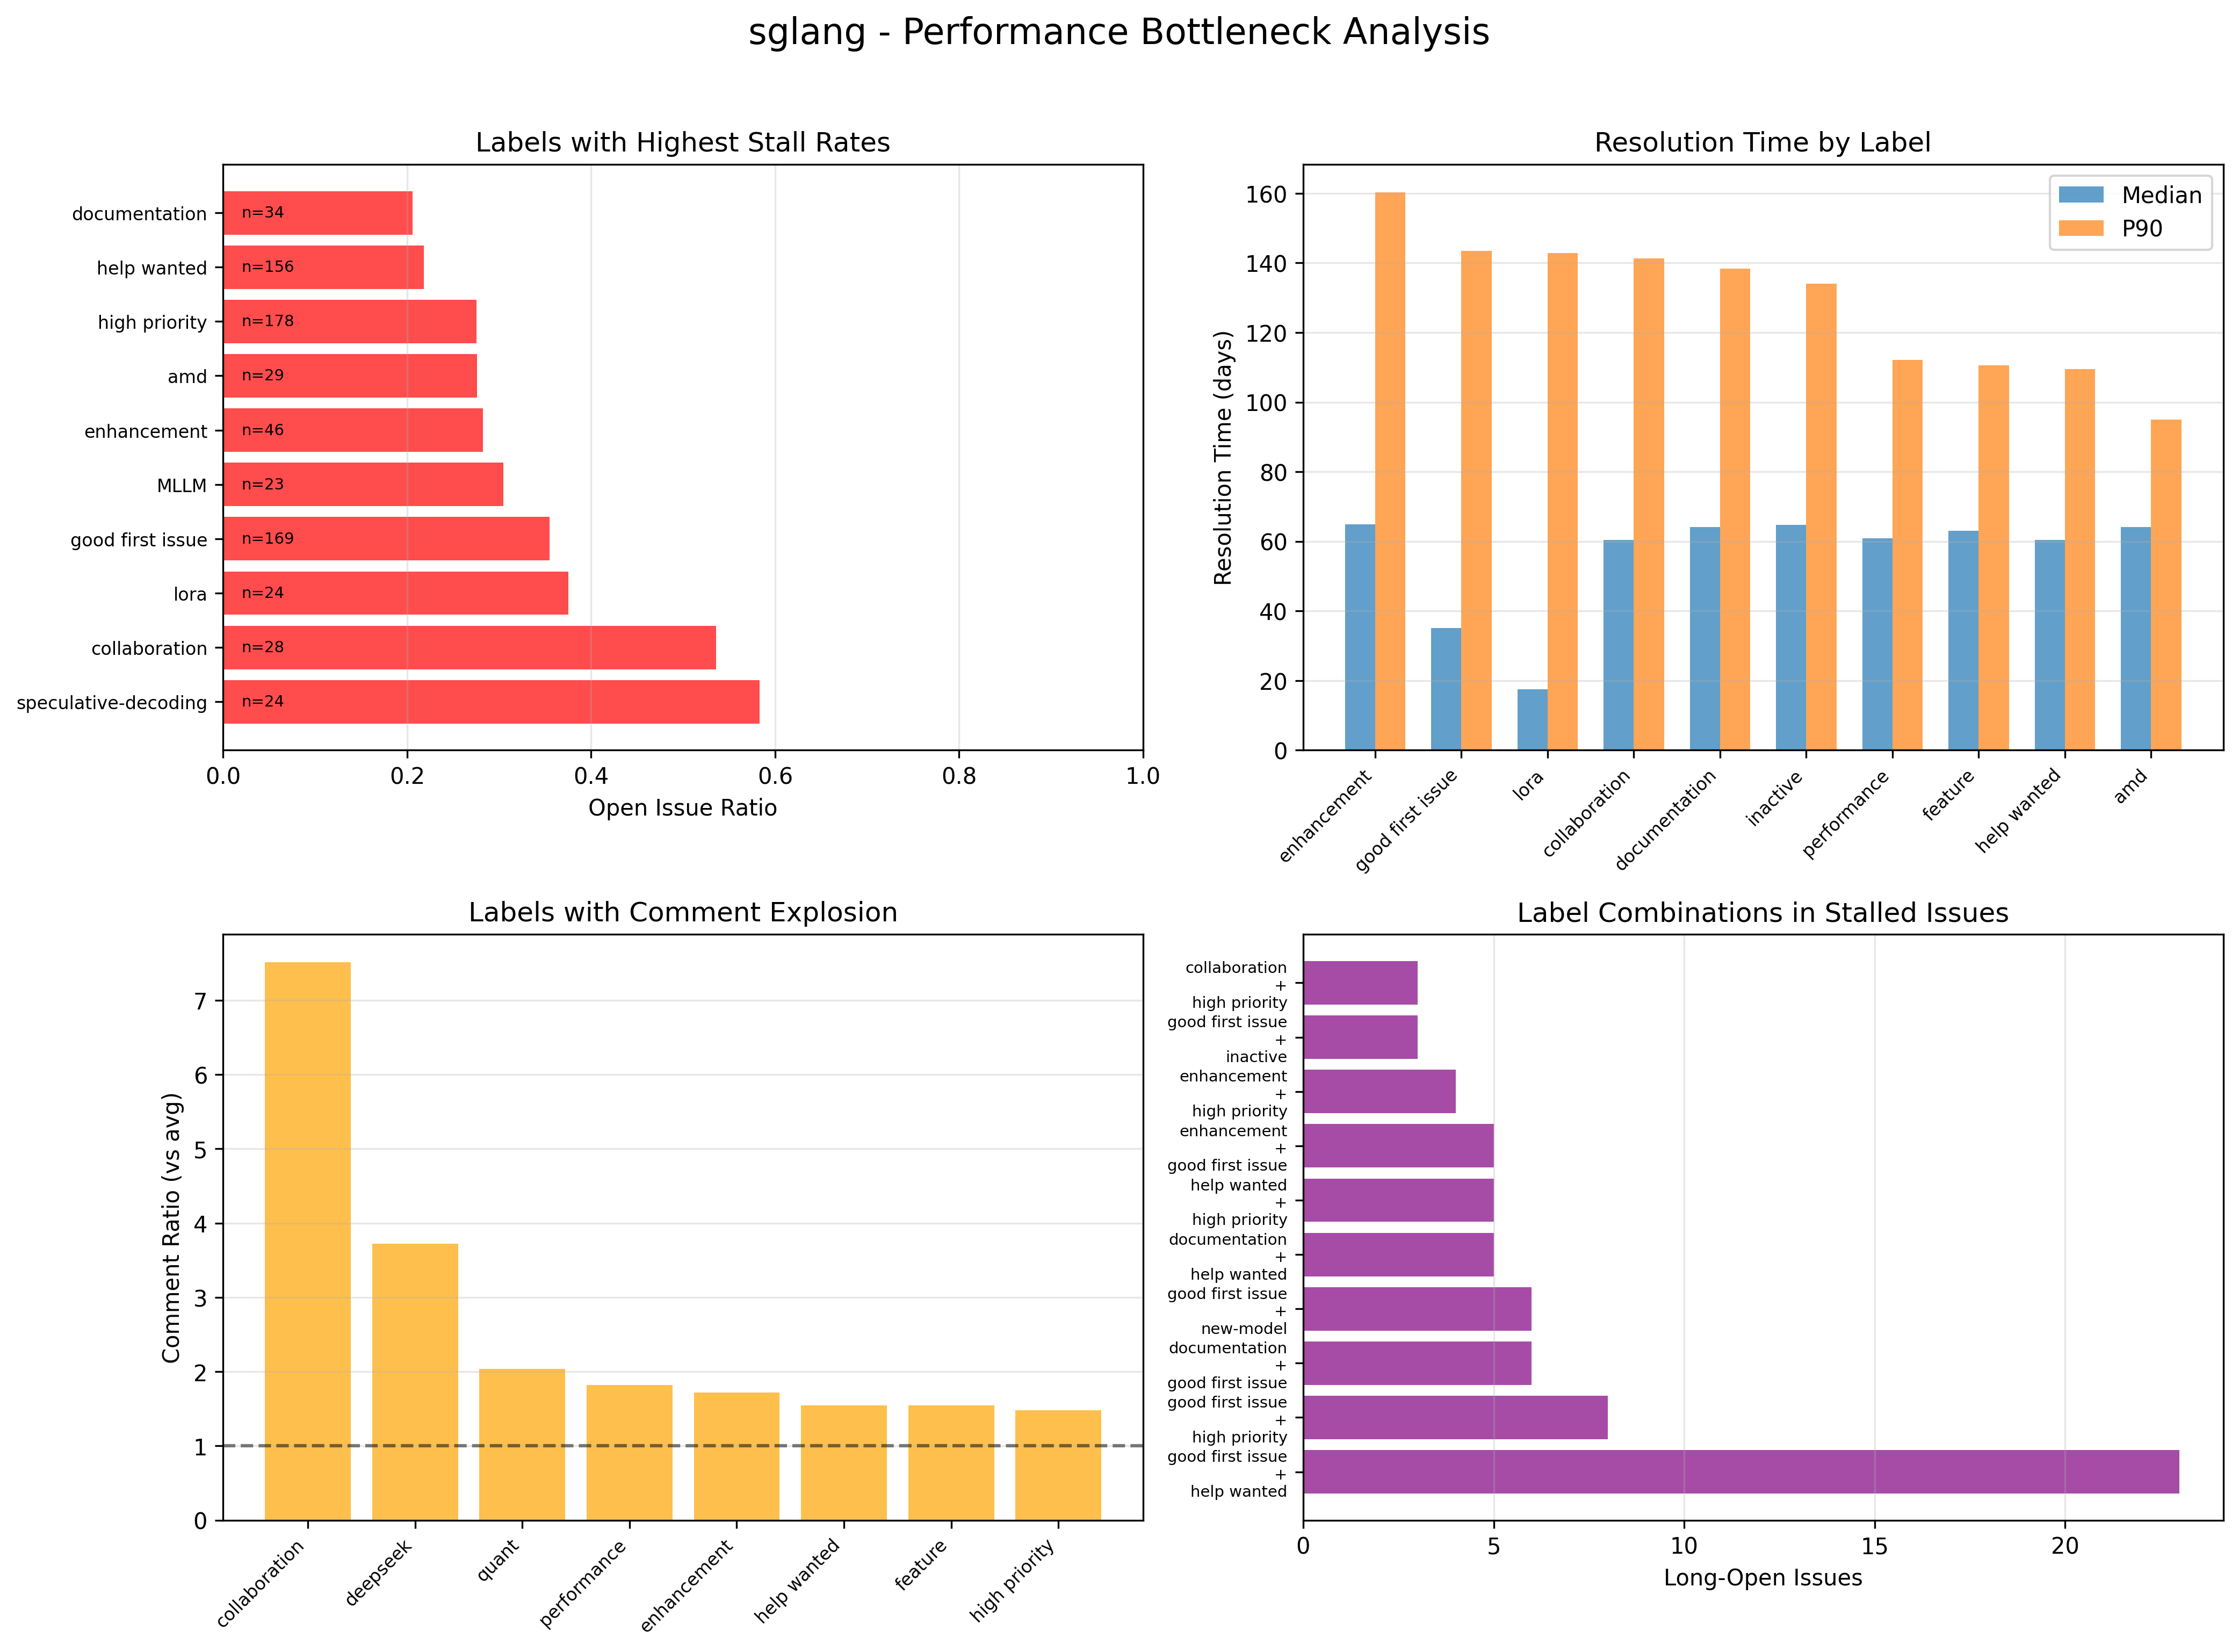 sglang - Performance Bottleneck Analysis
Labels with Highest Stall Rates
documentation
n=34
help wanted
n=156
high priority
n=178
amd
n=29
enhancement
n=46
MLLM
n=23
good first issue
n=169
lora
n=24
collaboration
n=28
speculative-decoding
n=24
0.0 0.2 0.4 0.6 0.8 1.0
Open Issue Ratio
Resolution Time by Label
Median
P90
Resolution Time (days)
160
140
120
100
80
60
40
20
0
enhancement
good first issue
lora
collaboration
documentation
inactive
performance
feature
help wanted
amd
Labels with Comment Explosion
Comment Ratio (vs avg)
7
6
5
4
3
2
1
0
collaboration
deepseek
quant
performance
enhancement
help wanted
feature
high priority
Label Combinations in Stalled Issues
collaboration
+
high priority
good first issue
+
inactive
enhancement
+
high priority
enhancement
+
good first issue
help wanted
+
high priority
documentation
+
help wanted
good first issue
+
new-model
documentation
+
good first issue
good first issue
+
high priority
good first issue
+
help wanted
0 5 10 15 20
Long-Open Issues